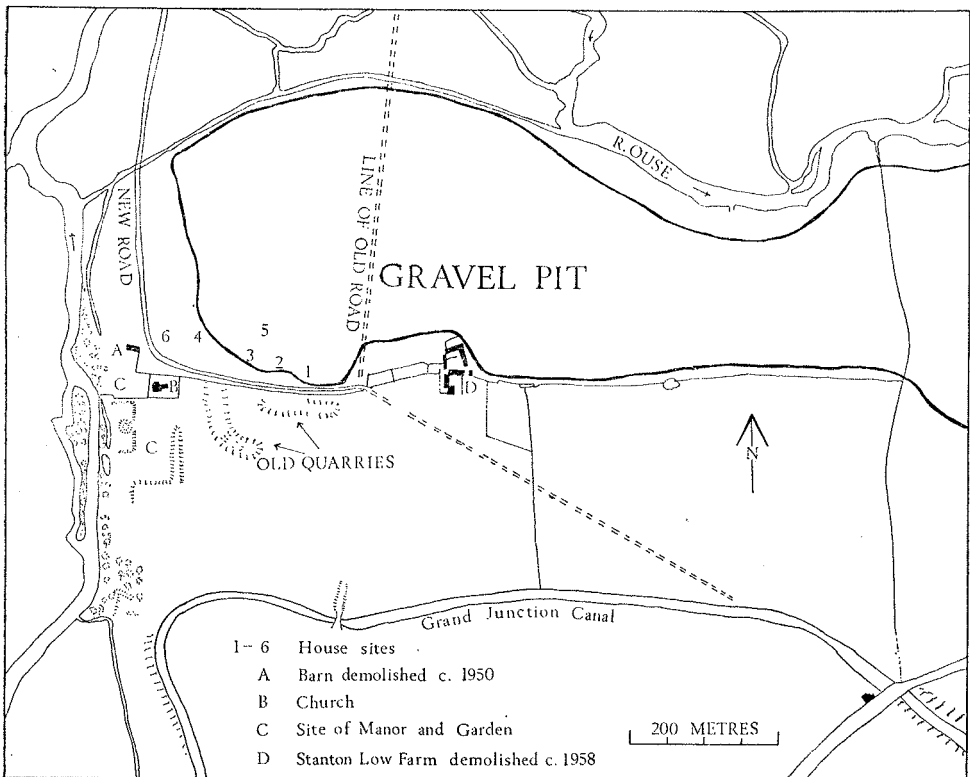 R. OUSE
NEW ROAD
LINE OF OLD ROAD
GRAVEL PIT
6
4
5
3
2
1
A
C
B
D
C
OLD QUARRIES
N
Grand Junction Canal
1-6 House sites
A Barn demolished c. 1950
B Church
C Site of Manor and Garden
D Stanton Low Farm demolished c. 1958
200 METRES